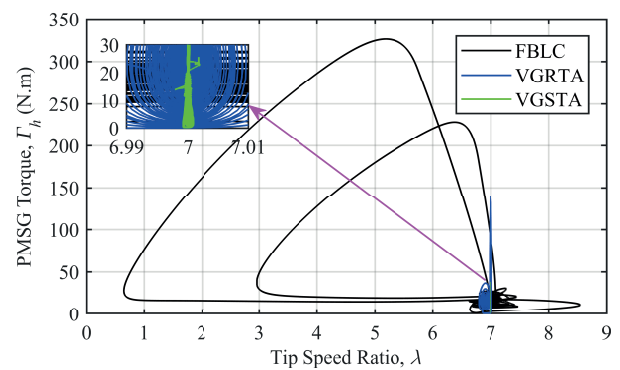 350
300
250
200
150
100
50
0
PMSG Torque, Γh (N.m)
30
20
10
0
6.99 7 7.01
FBLC
VGRTA
VGSTA
0 1 2 3 4 5 6 7 8 9
Tip Speed Ratio, λ